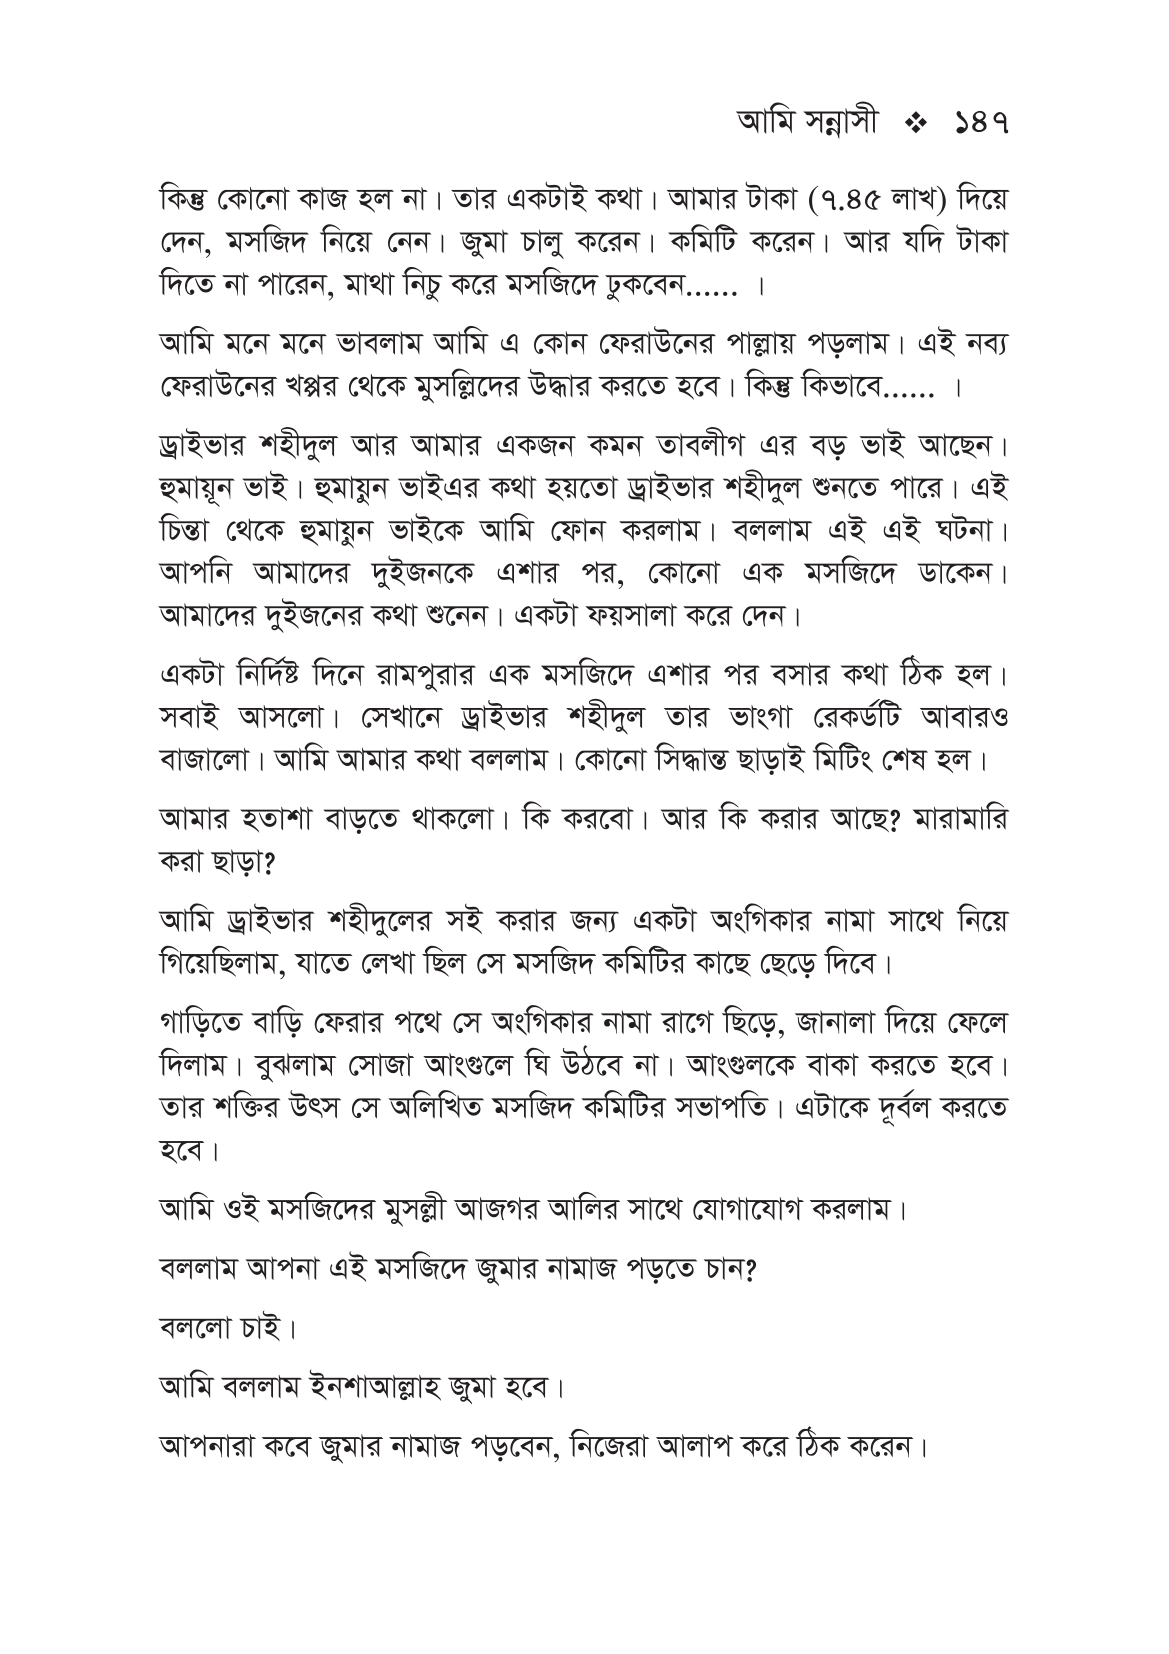 আমি সন্নাসী ❖ ১৪৭
কিন্তু কোনো কাজ হল না। তার একটাই কথা। আমার টাকা (৭.৪৫ লাখ) দিয়ে
দেন, মসজিদ নিয়ে নেন। জুমা চালু করেন। কমিটি করেন। আর যদি টাকা
দিতে না পারেন, মাথা নিচু করে মসজিদে ঢুকবেন...... ।
আমি মনে মনে ভাবলাম আমি এ কোন ফেরাউনের পাল্লায় পড়লাম। এই নব্য
ফেরাউনের খপ্পর থেকে মুসল্লিদের উদ্ধার করতে হবে। কিন্তু কিভাবে...... ।
ড্রাইভার শহীদুল আর আমার একজন কমন তাবলীগ এর বড় ভাই আছেন।
হুমায়ূন ভাই। হুমায়ুন ভাইএর কথা হয়তো ড্রাইভার শহীদুল শুনতে পারে। এই
চিন্তা থেকে হুমায়ুন ভাইকে আমি ফোন করলাম। বললাম এই এই ঘটনা।
আপনি আমাদের দুইজনকে এশার পর, কোনো এক মসজিদে ডাকেন।
আমাদের দুইজনের কথা শুনেন। একটা ফয়সালা করে দেন।
একটা নির্দিষ্ট দিনে রামপুরার এক মসজিদে এশার পর বসার কথা ঠিক হল।
সবাই আসলো। সেখানে ড্রাইভার শহীদুল তার ভাংগা রেকর্ডটি আবারও
বাজালো। আমি আমার কথা বললাম। কোনো সিদ্ধান্ত ছাড়াই মিটিং শেষ হল।
আমার হতাশা বাড়তে থাকলো। কি করবো। আর কি করার আছে? মারামারি
করা ছাড়া?
আমি ড্রাইভার শহীদুলের সই করার জন্য একটা অংগিকার নামা সাথে নিয়ে
গিয়েছিলাম, যাতে লেখা ছিল সে মসজিদ কমিটির কাছে ছেড়ে দিবে।
গাড়িতে বাড়ি ফেরার পথে সে অংগিকার নামা রাগে ছিড়ে, জানালা দিয়ে ফেলে
দিলাম। বুঝলাম সোজা আংগুলে ঘি উঠবে না। আংগুলকে বাকা করতে হবে।
তার শক্তির উৎস সে অলিখিত মসজিদ কমিটির সভাপতি। এটাকে দূর্বল করতে
হবে।
আমি ওই মসজিদের মুসল্লী আজগর আলির সাথে যোগাযোগ করলাম।
বললাম আপনা এই মসজিদে জুমার নামাজ পড়তে চান?
বললো চাই।
আমি বললাম ইনশাআল্লাহ জুমা হবে।
আপনারা কবে জুমার নামাজ পড়বেন, নিজেরা আলাপ করে ঠিক করেন।